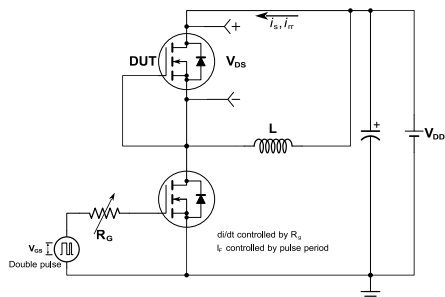 +
i_s, i_rr
DUT
V_DS
−
L
+
V_DD
R_G
V_GS
Double pulse
di/dt controlled by R_g
I_F controlled by pulse period